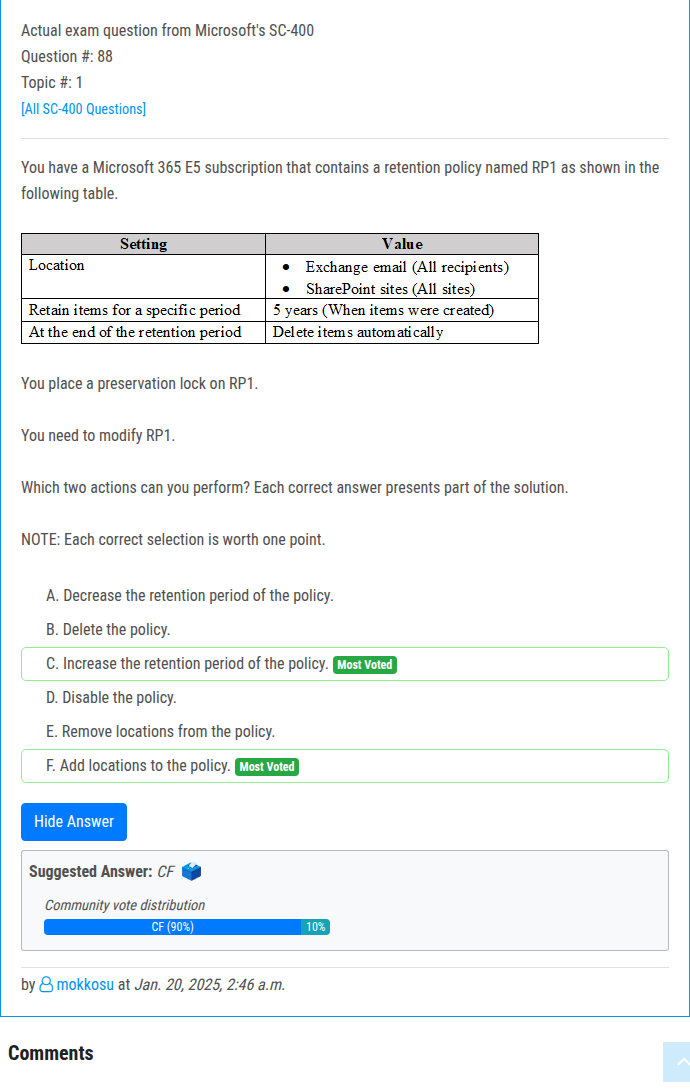 Actual exam question from Microsoft's SC-400
Question #: 88
Topic #: 1
[All SC-400 Questions]
You have a Microsoft 365 E5 subscription that contains a retention policy named RP1 as shown in the
following table.
Setting Value
Location • Exchange email (All recipients)
• SharePoint sites (All sites)
Retain items for a specific period 5 years (When items were created)
At the end of the retention period Delete items automatically
You place a preservation lock on RP1.
You need to modify RP1.
Which two actions can you perform? Each correct answer presents part of the solution.
NOTE: Each correct selection is worth one point.
A. Decrease the retention period of the policy.
B. Delete the policy.
C. Increase the retention period of the policy. Most Voted
D. Disable the policy.
E. Remove locations from the policy.
F. Add locations to the policy. Most Voted
Hide Answer
Suggested Answer: CF
Community vote distribution
CF (90%) 10%
by mokkosu at Jan. 20, 2025, 2:46 a.m.
Comments